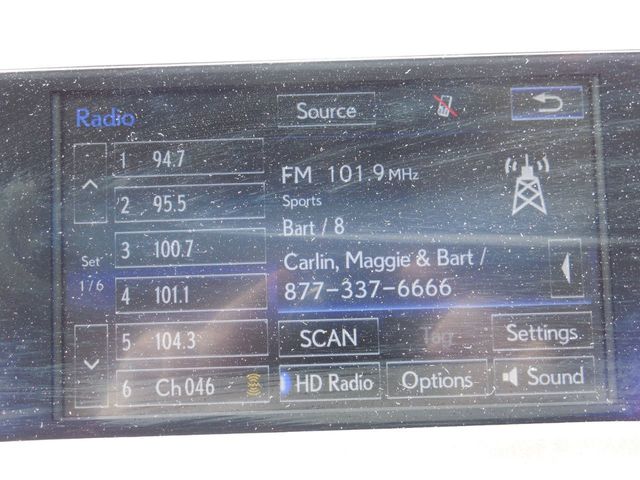 Radio
Source
1 94.7
2 95.5
3 100.7
Set
1/6
4 101.1
5 104.3
6 Ch 046
FM 101.9 MHz
Sports
Bart / 8
Carlin, Maggie & Bart /
877-337-6666
SCAN
Tag
Settings
HD Radio
Options
Sound